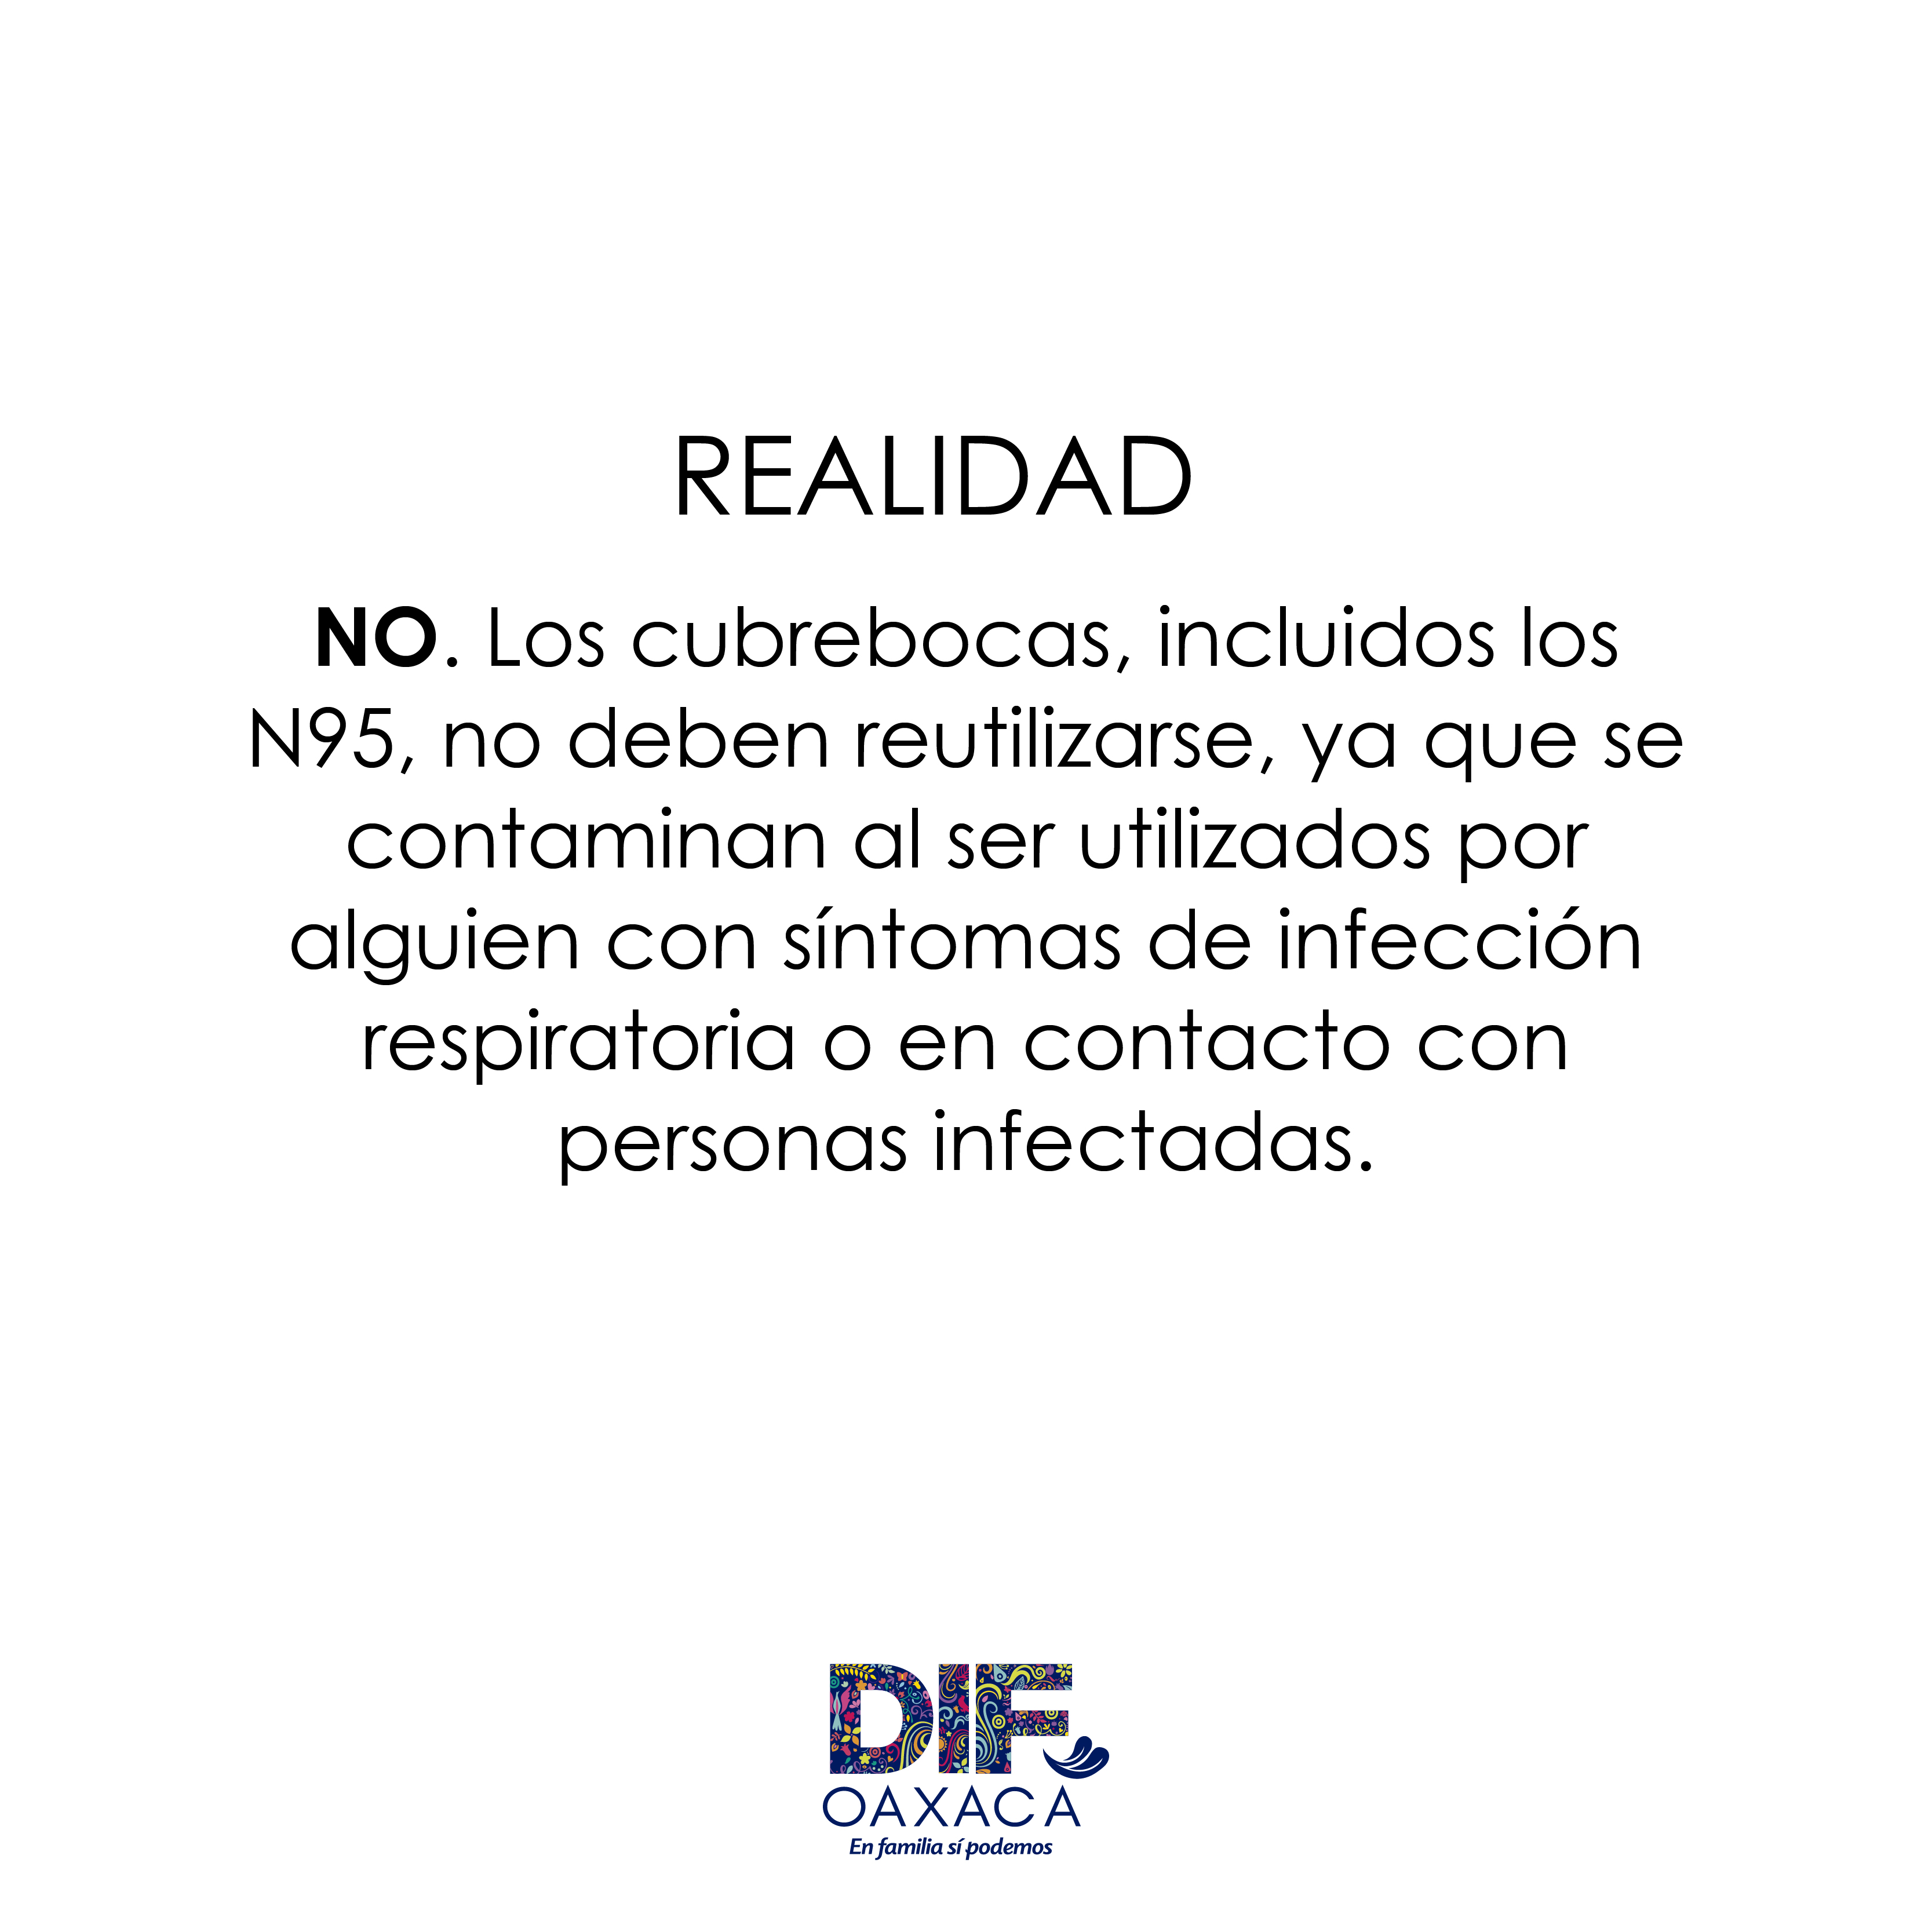 REALIDAD
NO. Los cubrebocas, incluidos los
N95, no deben reutilizarse, ya que se
contaminan al ser utilizados por
alguien con síntomas de infección
respiratoria o en contacto con
personas infectadas.
DIF
OAXACA
En familia sí podemos